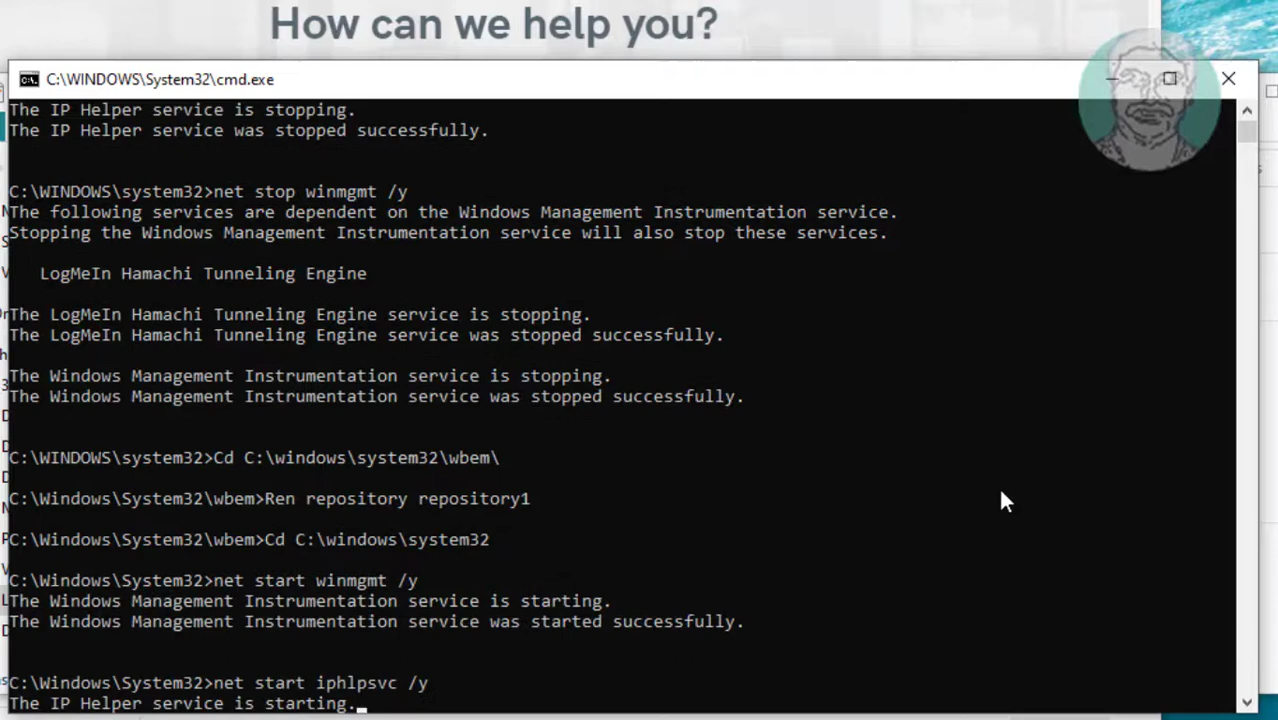 How can we help you?
C:\WINDOWS\System32\cmd.exe
The IP Helper service is stopping.
The IP Helper service was stopped successfully.
C:\WINDOWS\system32>net stop winmgmt /y
The following services are dependent on the Windows Management Instrumentation service.
Stopping the Windows Management Instrumentation service will also stop these services.
LogMeIn Hamachi Tunneling Engine
The LogMeIn Hamachi Tunneling Engine service is stopping.
The LogMeIn Hamachi Tunneling Engine service was stopped successfully.
The Windows Management Instrumentation service is stopping.
The Windows Management Instrumentation service was stopped successfully.
C:\WINDOWS\system32>Cd C:\windows\system32\wbem\
C:\Windows\System32\wbem>Ren repository repository1
C:\Windows\System32\wbem>Cd C:\windows\system32
C:\Windows\System32>net start winmgmt /y
The Windows Management Instrumentation service is starting.
The Windows Management Instrumentation service was started successfully.
C:\Windows\System32>net start iphlpsvc /y
The IP Helper service is starting.